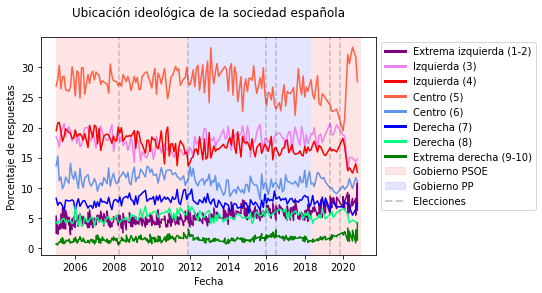 Ubicación ideológica de la sociedad española
Porcentaje de respuestas
30
25
20
15
10
5
0
2006 2008 2010 2012 2014 2016 2018 2020
Fecha
Extrema izquierda (1-2)
Izquierda (3)
Izquierda (4)
Centro (5)
Centro (6)
Derecha (7)
Derecha (8)
Extrema derecha (9-10)
Gobierno PSOE
Gobierno PP
Elecciones